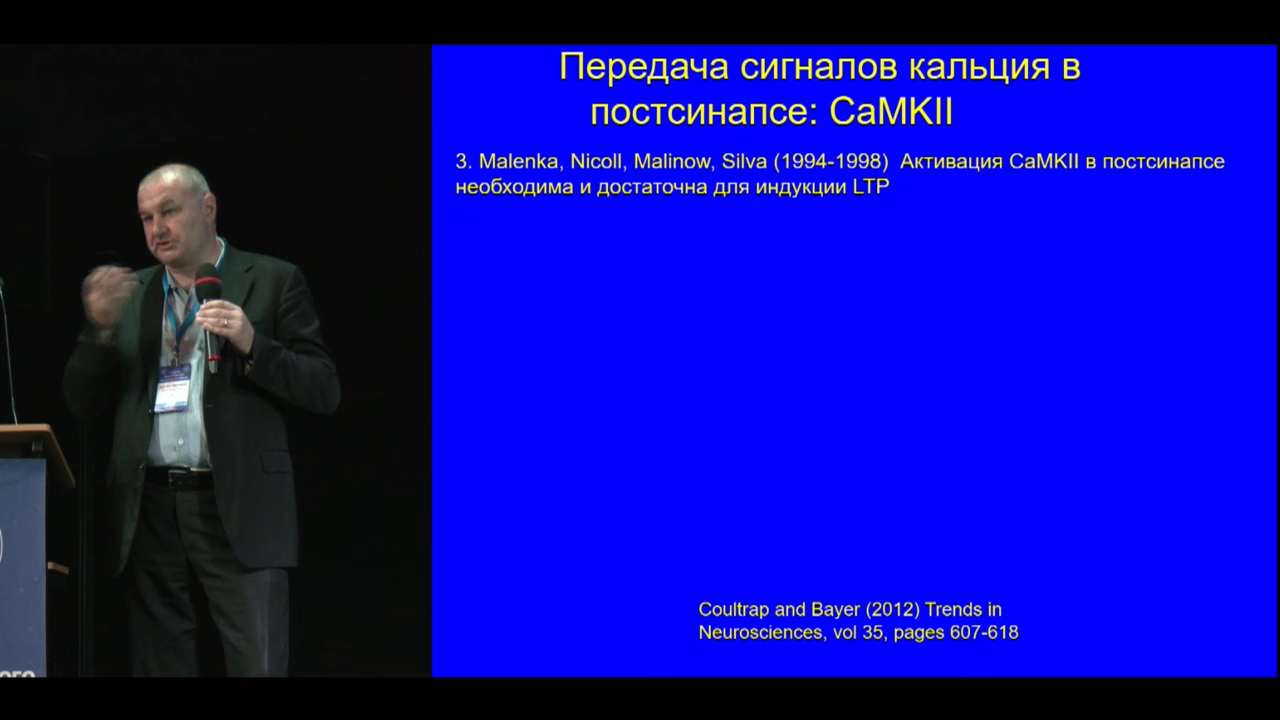 Передача сигналов кальция в
постсинапсе: CaMKII
3. Malenka, Nicoll, Malinow, Silva (1994-1998)  Активация CaMKII в постсинапсе
необходима и достаточна для индукции LTP
Coultrap and Bayer (2012) Trends in
Neurosciences, vol 35, pages 607-618